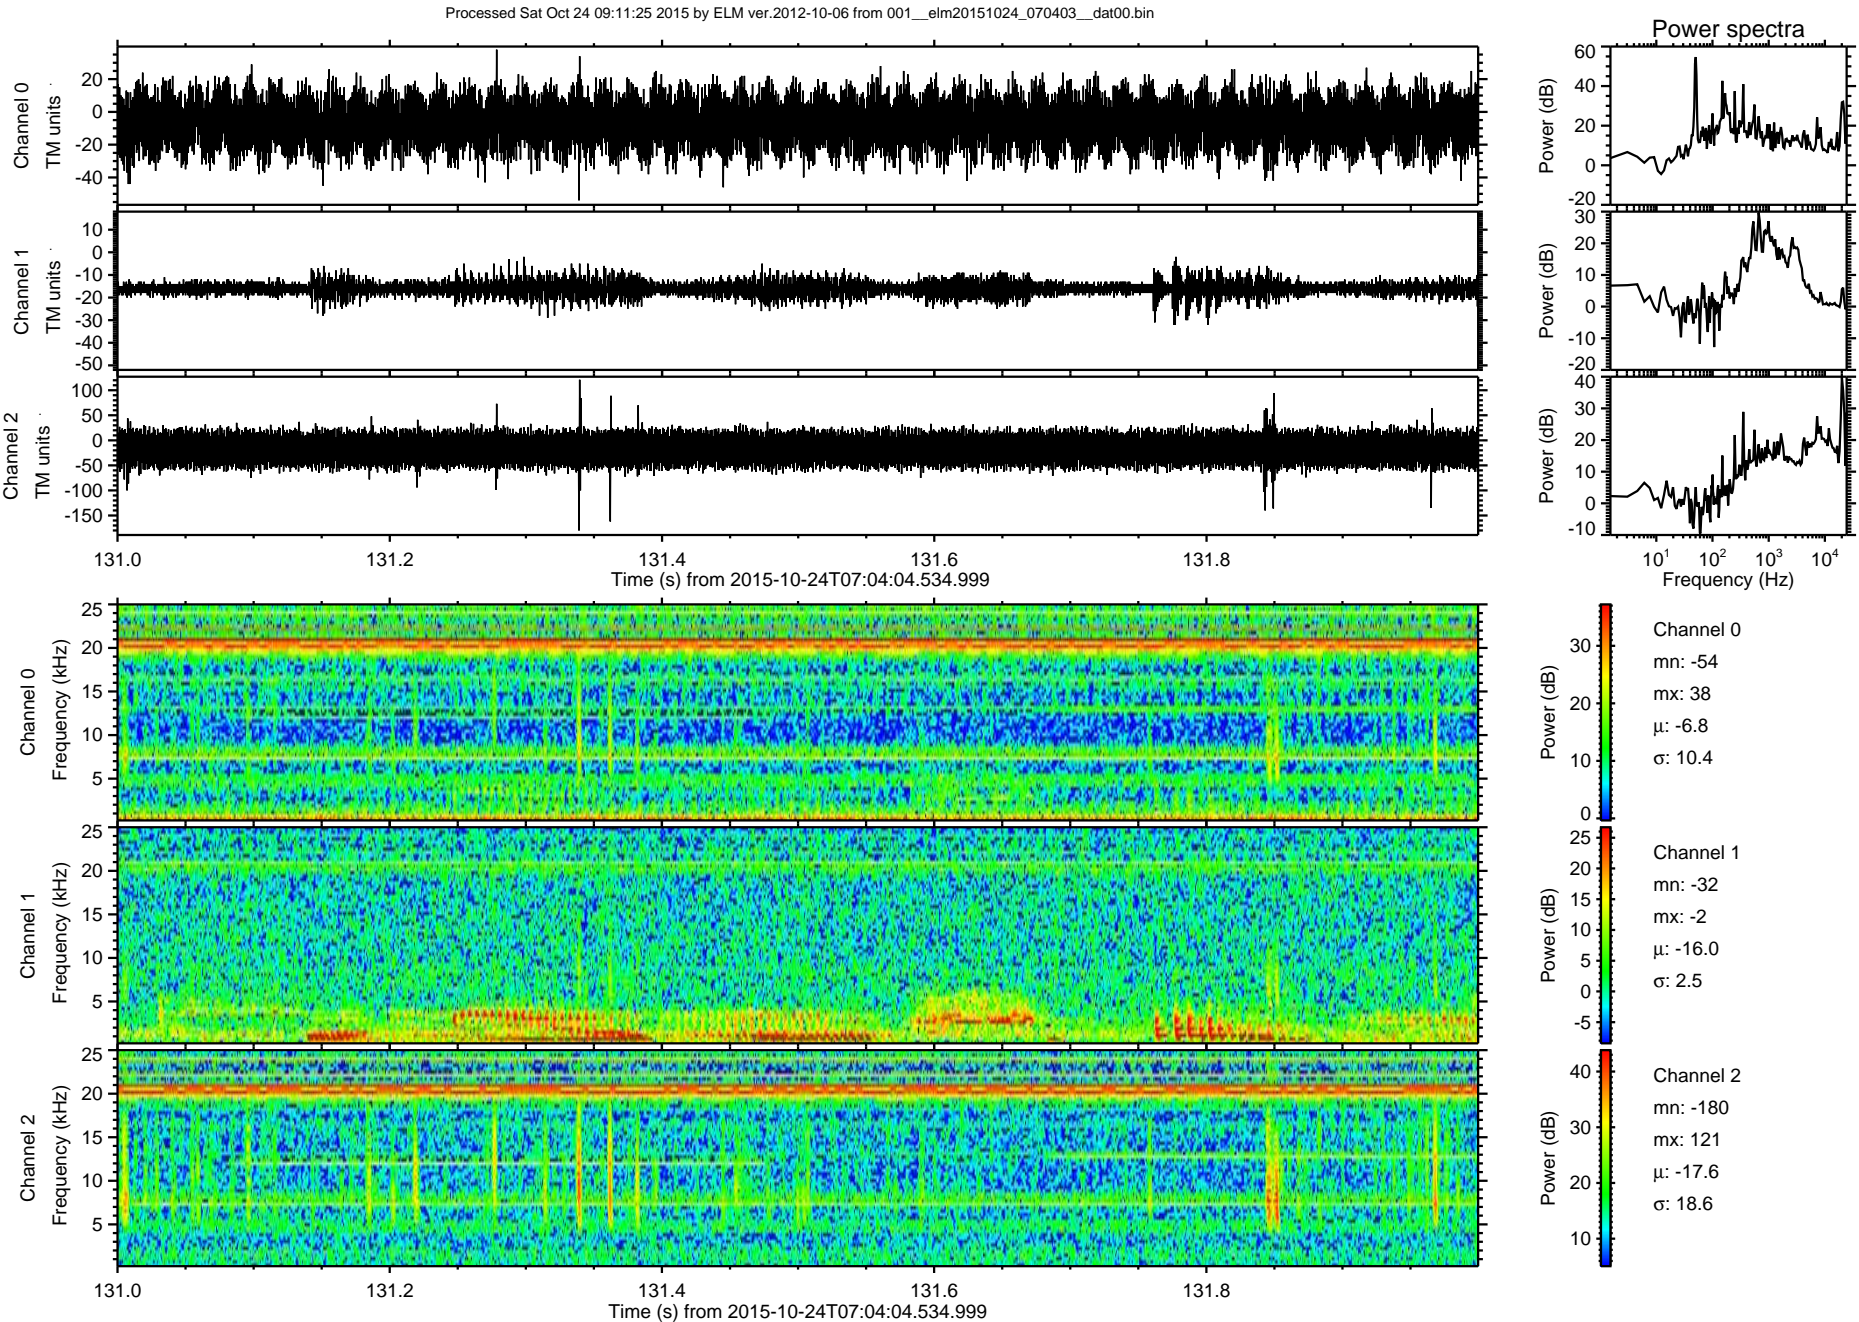 Processed Sat Oct 24 09:11:25 2015 by ELM ver.2012-10-06 from 001__elm20151024_070403__dat00.bin
Power spectra
Channel 0
TM units
20
0
-20
-40
Power (dB)
60
40
20
0
-20
Channel 1
TM units
10
0
-10
-20
-30
-40
-50
Power (dB)
30
20
10
0
-10
-20
Channel 2
TM units
100
50
0
-50
-100
-150
Power (dB)
40
30
20
10
0
-10
131.0 131.2 131.4 131.6 131.8
Time (s) from 2015-10-24T07:04:04.534.999
10¹ 10² 10³ 10⁴
Frequency (Hz)
Channel 0
Frequency (kHz)
25
20
15
10
5
Power (dB)
30
20
10
0
Channel 0
mn: -54
mx: 38
µ: -6.8
σ: 10.4
Channel 1
Frequency (kHz)
25
20
15
10
5
Power (dB)
25
20
15
10
5
0
-5
Channel 1
mn: -32
mx: -2
µ: -16.0
σ: 2.5
Channel 2
Frequency (kHz)
25
20
15
10
5
Power (dB)
40
30
20
10
Channel 2
mn: -180
mx: 121
µ: -17.6
σ: 18.6
131.0 131.2 131.4 131.6 131.8
Time (s) from 2015-10-24T07:04:04.534.999